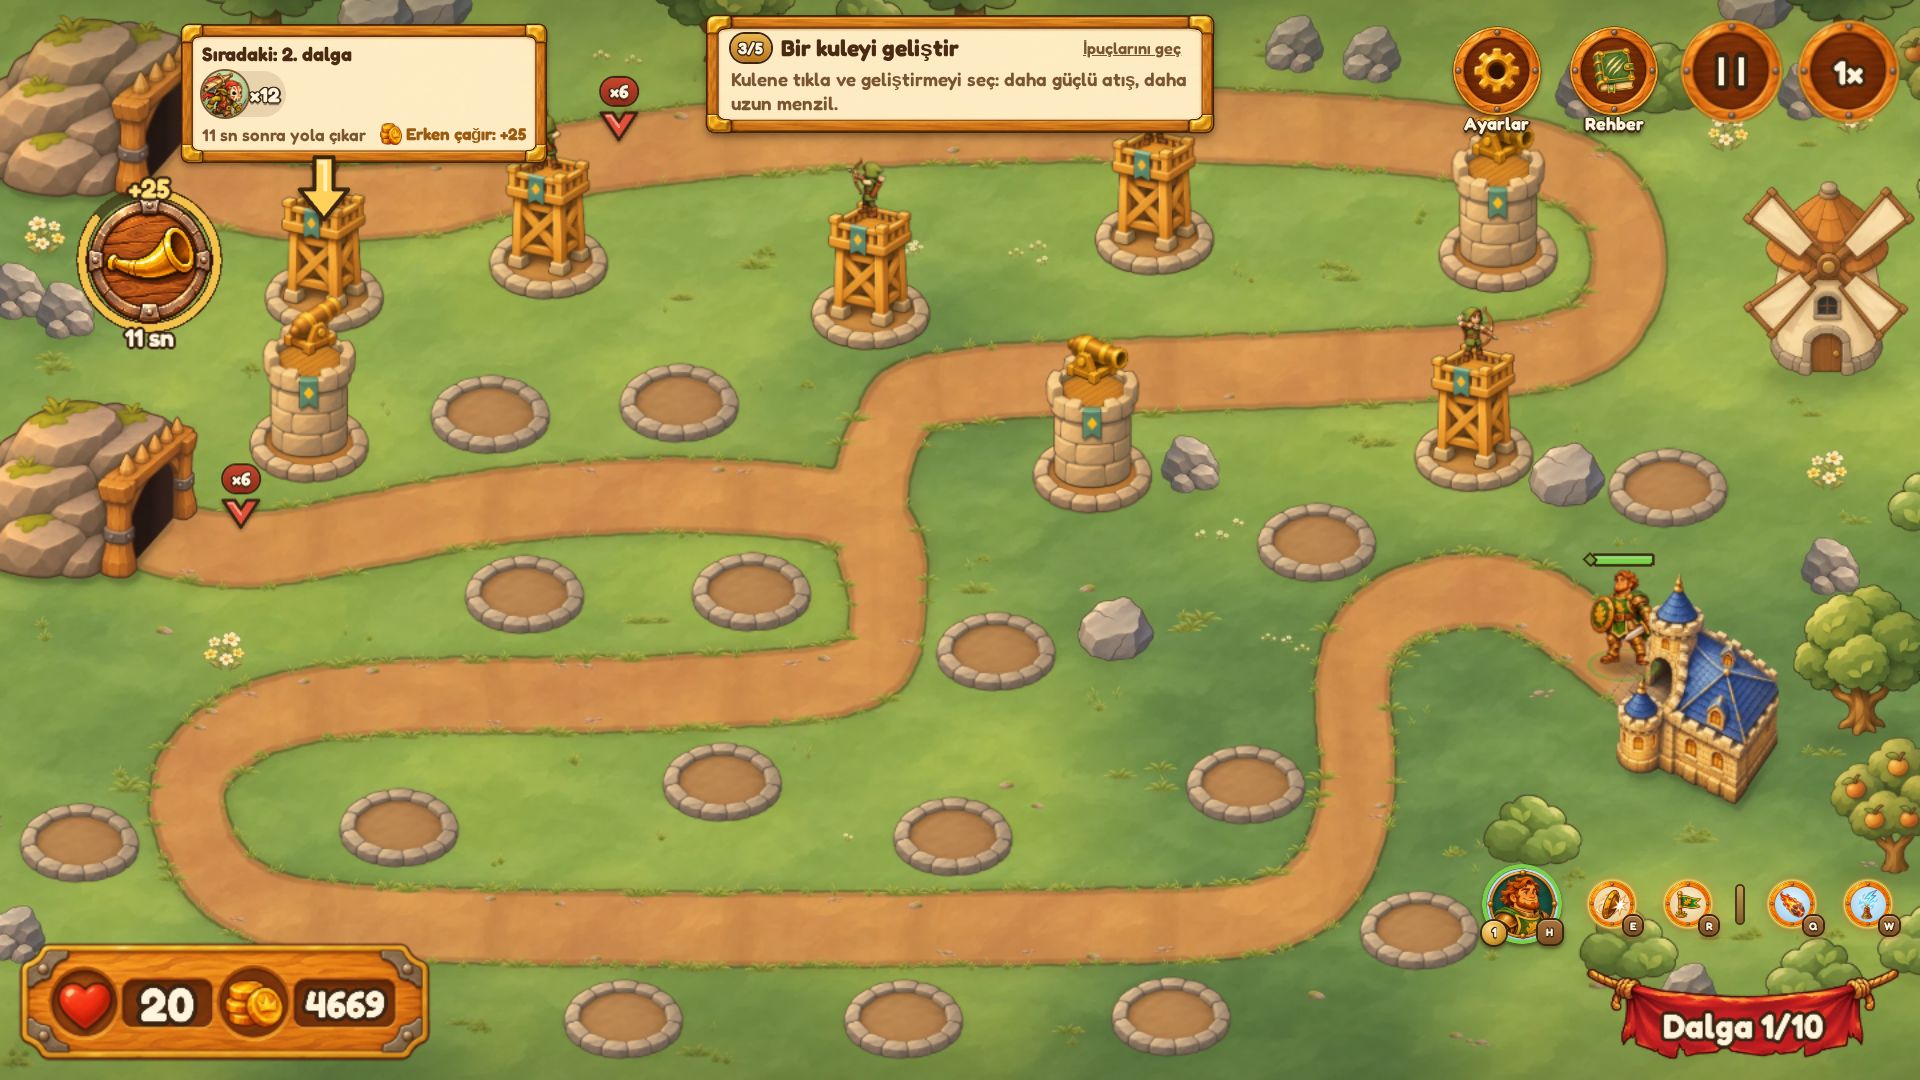 Sıradaki: 2. dalga
x12
11 sn sonra yola çıkar
Erken çağır: +25
x6
3/5
Bir kuleyi geliştir
İpuçlarını geç
Kulene tıkla ve geliştirmeyi seç: daha güçlü atış, daha
uzun menzil.
Ayarlar
Rehber
1x
+25
11 sn
x6
1
H
E
R
Q
W
20
4669
Dalga 1/10